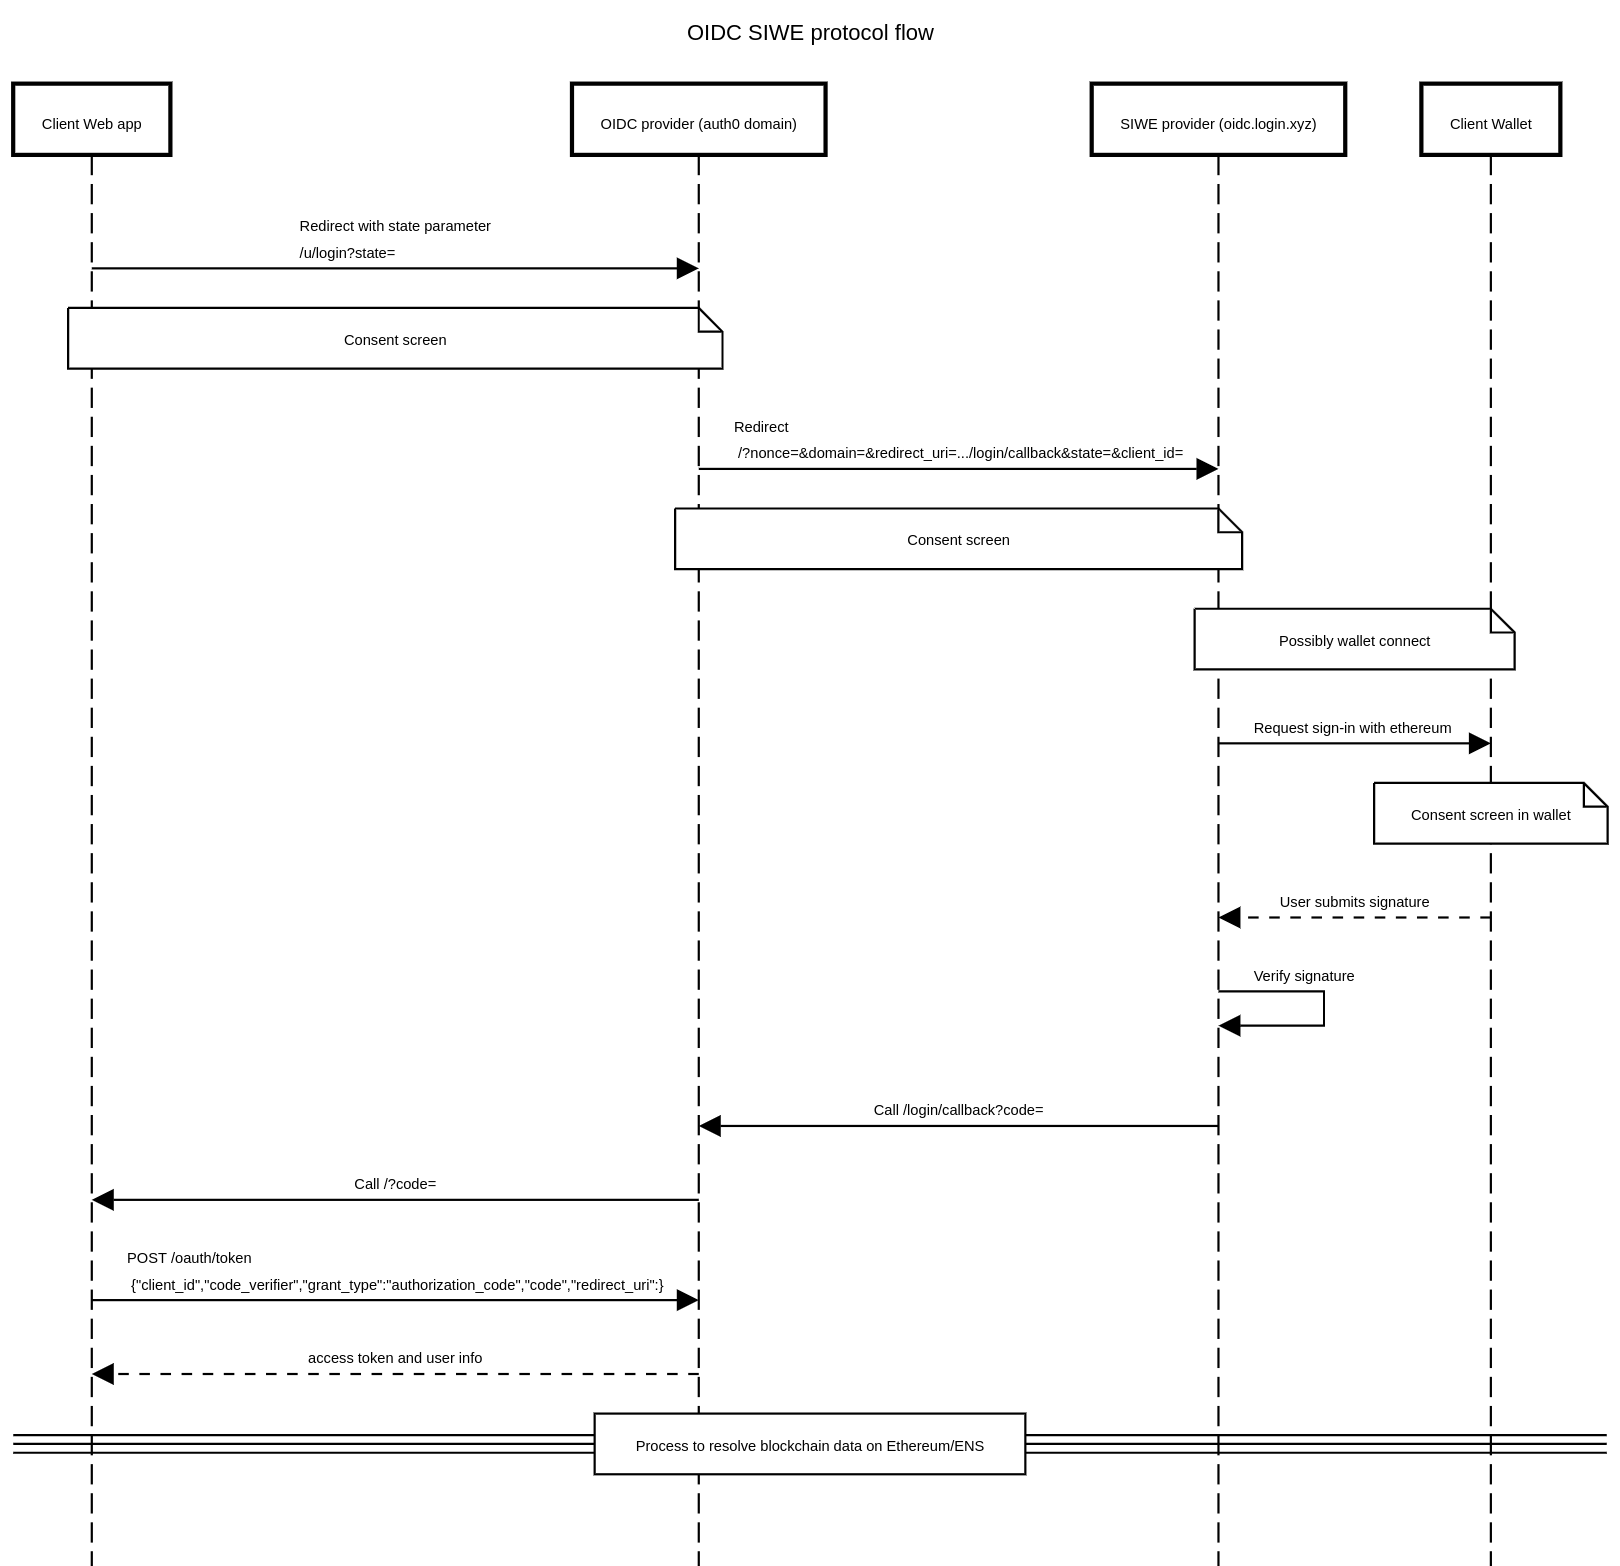 OIDC SIWE protocol flow
Client Web app
OIDC provider (auth0 domain)
SIWE provider (oidc.login.xyz)
Client Wallet
Redirect with state parameter
/u/login?state=
Consent screen
Redirect
/?nonce=&domain=&redirect_uri=.../login/callback&state=&client_id=
Consent screen
Possibly wallet connect
Request sign-in with ethereum
Consent screen in wallet
User submits signature
Verify signature
Call /login/callback?code=
Call /?code=
POST /oauth/token
{"client_id","code_verifier","grant_type":"authorization_code","code","redirect_uri":}
access token and user info
Process to resolve blockchain data on Ethereum/ENS